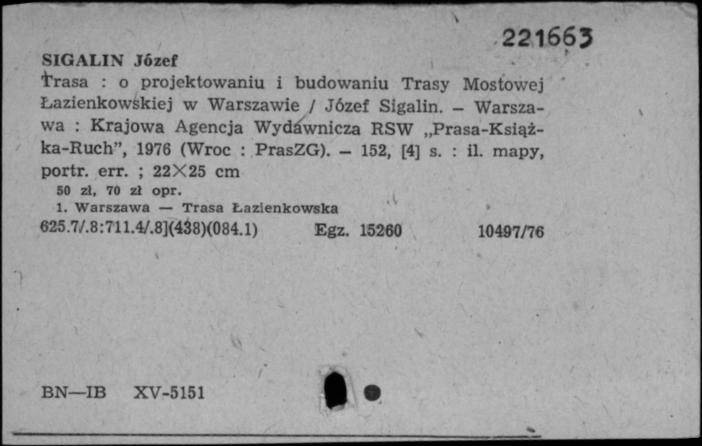 221663
SIGALIN Józef
Trasa : o projektowaniu i budowaniu Trasy Mostowej
Łazienkowskiej w Warszawie / Józef Sigalin. — Warsza-
wa : Krajowa Agencja Wydawnicza RSW „Prasa-Książ-
ka-Ruch”, 1976 (Wroc : PrasZG). — 152, [4] s. : il. mapy,
portr. err. ; 22×25 cm
50 zł, 70 zł opr.
1. Warszawa — Trasa Łazienkowska
625.7/.8:711.4/.8](438)(084.1) Egz. 15260 10497/76
BN—IB XV-5151